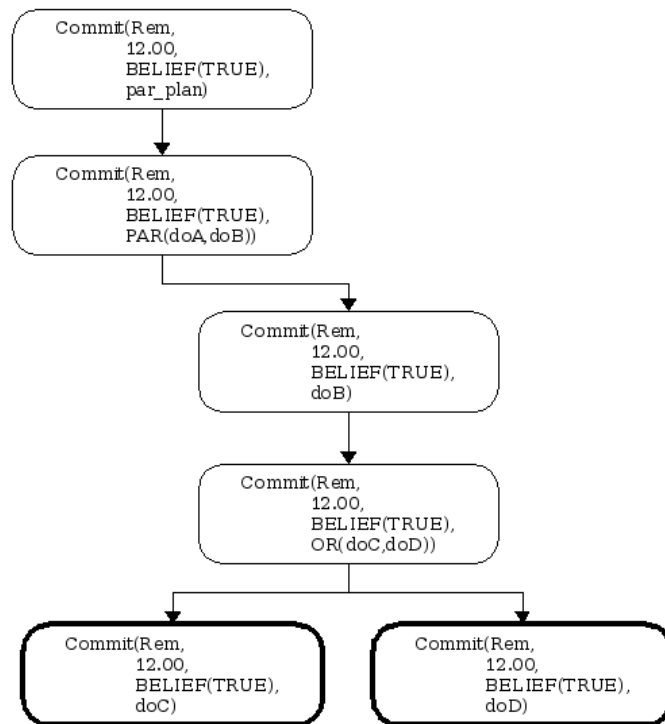 Commit(Rem,
12.00,
BELIEF(TRUE),
par_plan)
Commit(Rem,
12.00,
BELIEF(TRUE),
PAR(doA,doB))
Commit(Rem,
12.00,
BELIEF(TRUE),
doB)
Commit(Rem,
12.00,
BELIEF(TRUE),
OR(doC,doD))
Commit(Rem,
12.00,
BELIEF(TRUE),
doC)
Commit(Rem,
12.00,
BELIEF(TRUE),
doD)